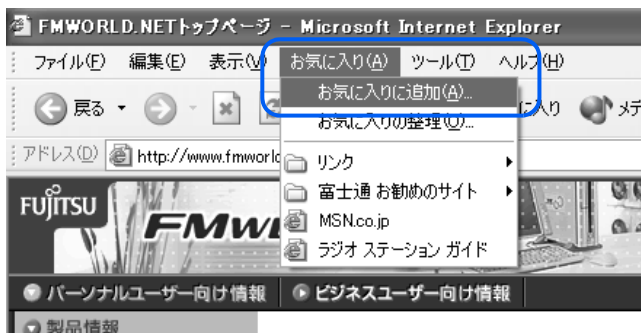 FMWORLD.NETトップページ - Microsoft Internet Explorer
ファイル(F) 編集(E) 表示(V) お気に入り(A) ツール(T) ヘルプ(H)
戻る
お気に入りに追加(A)...
に入り メデ
お気に入りの整理(O)...
アドレス(D) http://www.fmworld
リンク
富士通 お勧めのサイト
MSN.co.jp
ラジオ ステーション ガイド
FUJITSU
FMW
パーソナルユーザー向け情報 ビジネスユーザー向け情報
製品情報